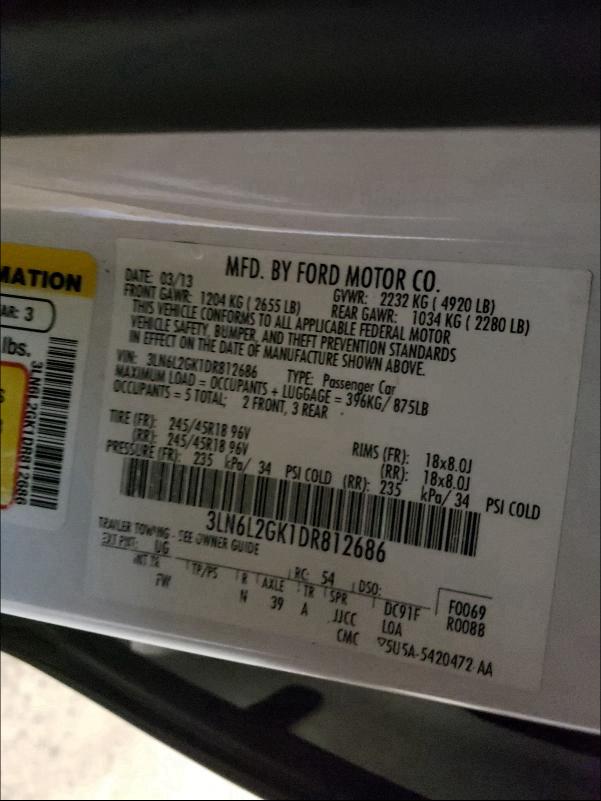 MATION
AR: 3
lbs.
3LN6L2GK1DR812686
MFD. BY FORD MOTOR CO.
DATE: 03/13 GVWR: 2232 KG ( 4920 LB)
FRONT GAWR: 1204 KG ( 2655 LB) REAR GAWR: 1034 KG ( 2280 LB)
THIS VEHICLE CONFORMS TO ALL APPLICABLE FEDERAL MOTOR
VEHICLE SAFETY, BUMPER, AND THEFT PREVENTION STANDARDS
IN EFFECT ON THE DATE OF MANUFACTURE SHOWN ABOVE.
VIN: 3LN6L2GK1DR812686 TYPE: Passenger Car
MAXIMUM LOAD = OCCUPANTS + LUGGAGE = 396KG/ 875LB
OCCUPANTS = 5 TOTAL; 2 FRONT, 3 REAR
TIRE (FR): 245/45R18 96V RIMS (FR): 18x8.0J
(RR): 245/45R18 96V (RR): 18x8.0J
PRESSURE (FR): 235 kPa/ 34 PSI COLD (RR): 235 kPa/ 34 PSI COLD
3LN6L2GK1DR812686
TRAILER TOWING - SEE OWNER GUIDE
EXT PNT: UG RC: 54 DSO: F0069
INT TR TP/PS R AXLE TR SPR DC91F R0088
FW N 39 A JJCC LOA
CMC 5U5A-5420472-AA